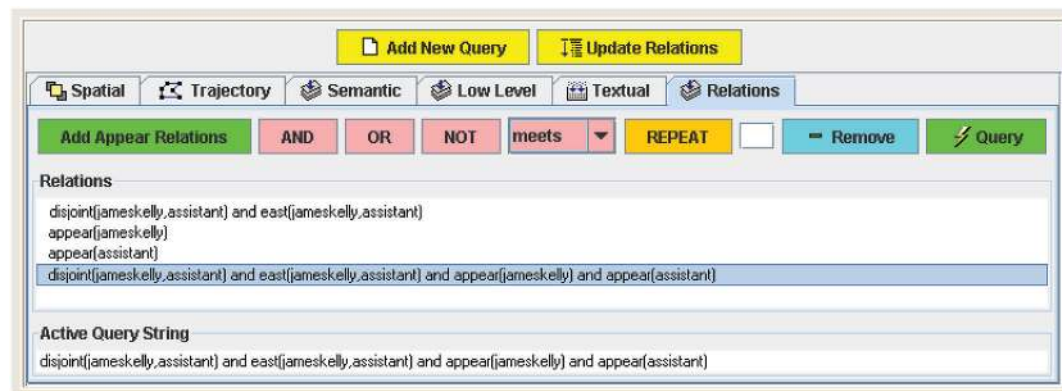 Add New Query Update Relations
Spatial Trajectory Semantic Low Level Textual Relations
Add Appear Relations AND OR NOT meets REPEAT Remove Query
Relations
disjoint(jameskelly,assistant) and east(jameskelly,assistant)
appear(jameskelly)
appear(assistant)
disjoint(jameskelly,assistant) and east(jameskelly,assistant) and appear(jameskelly) and appear(assistant)
Active Query String
disjoint(jameskelly,assistant) and east(jameskelly,assistant) and appear(jameskelly) and appear(assistant)